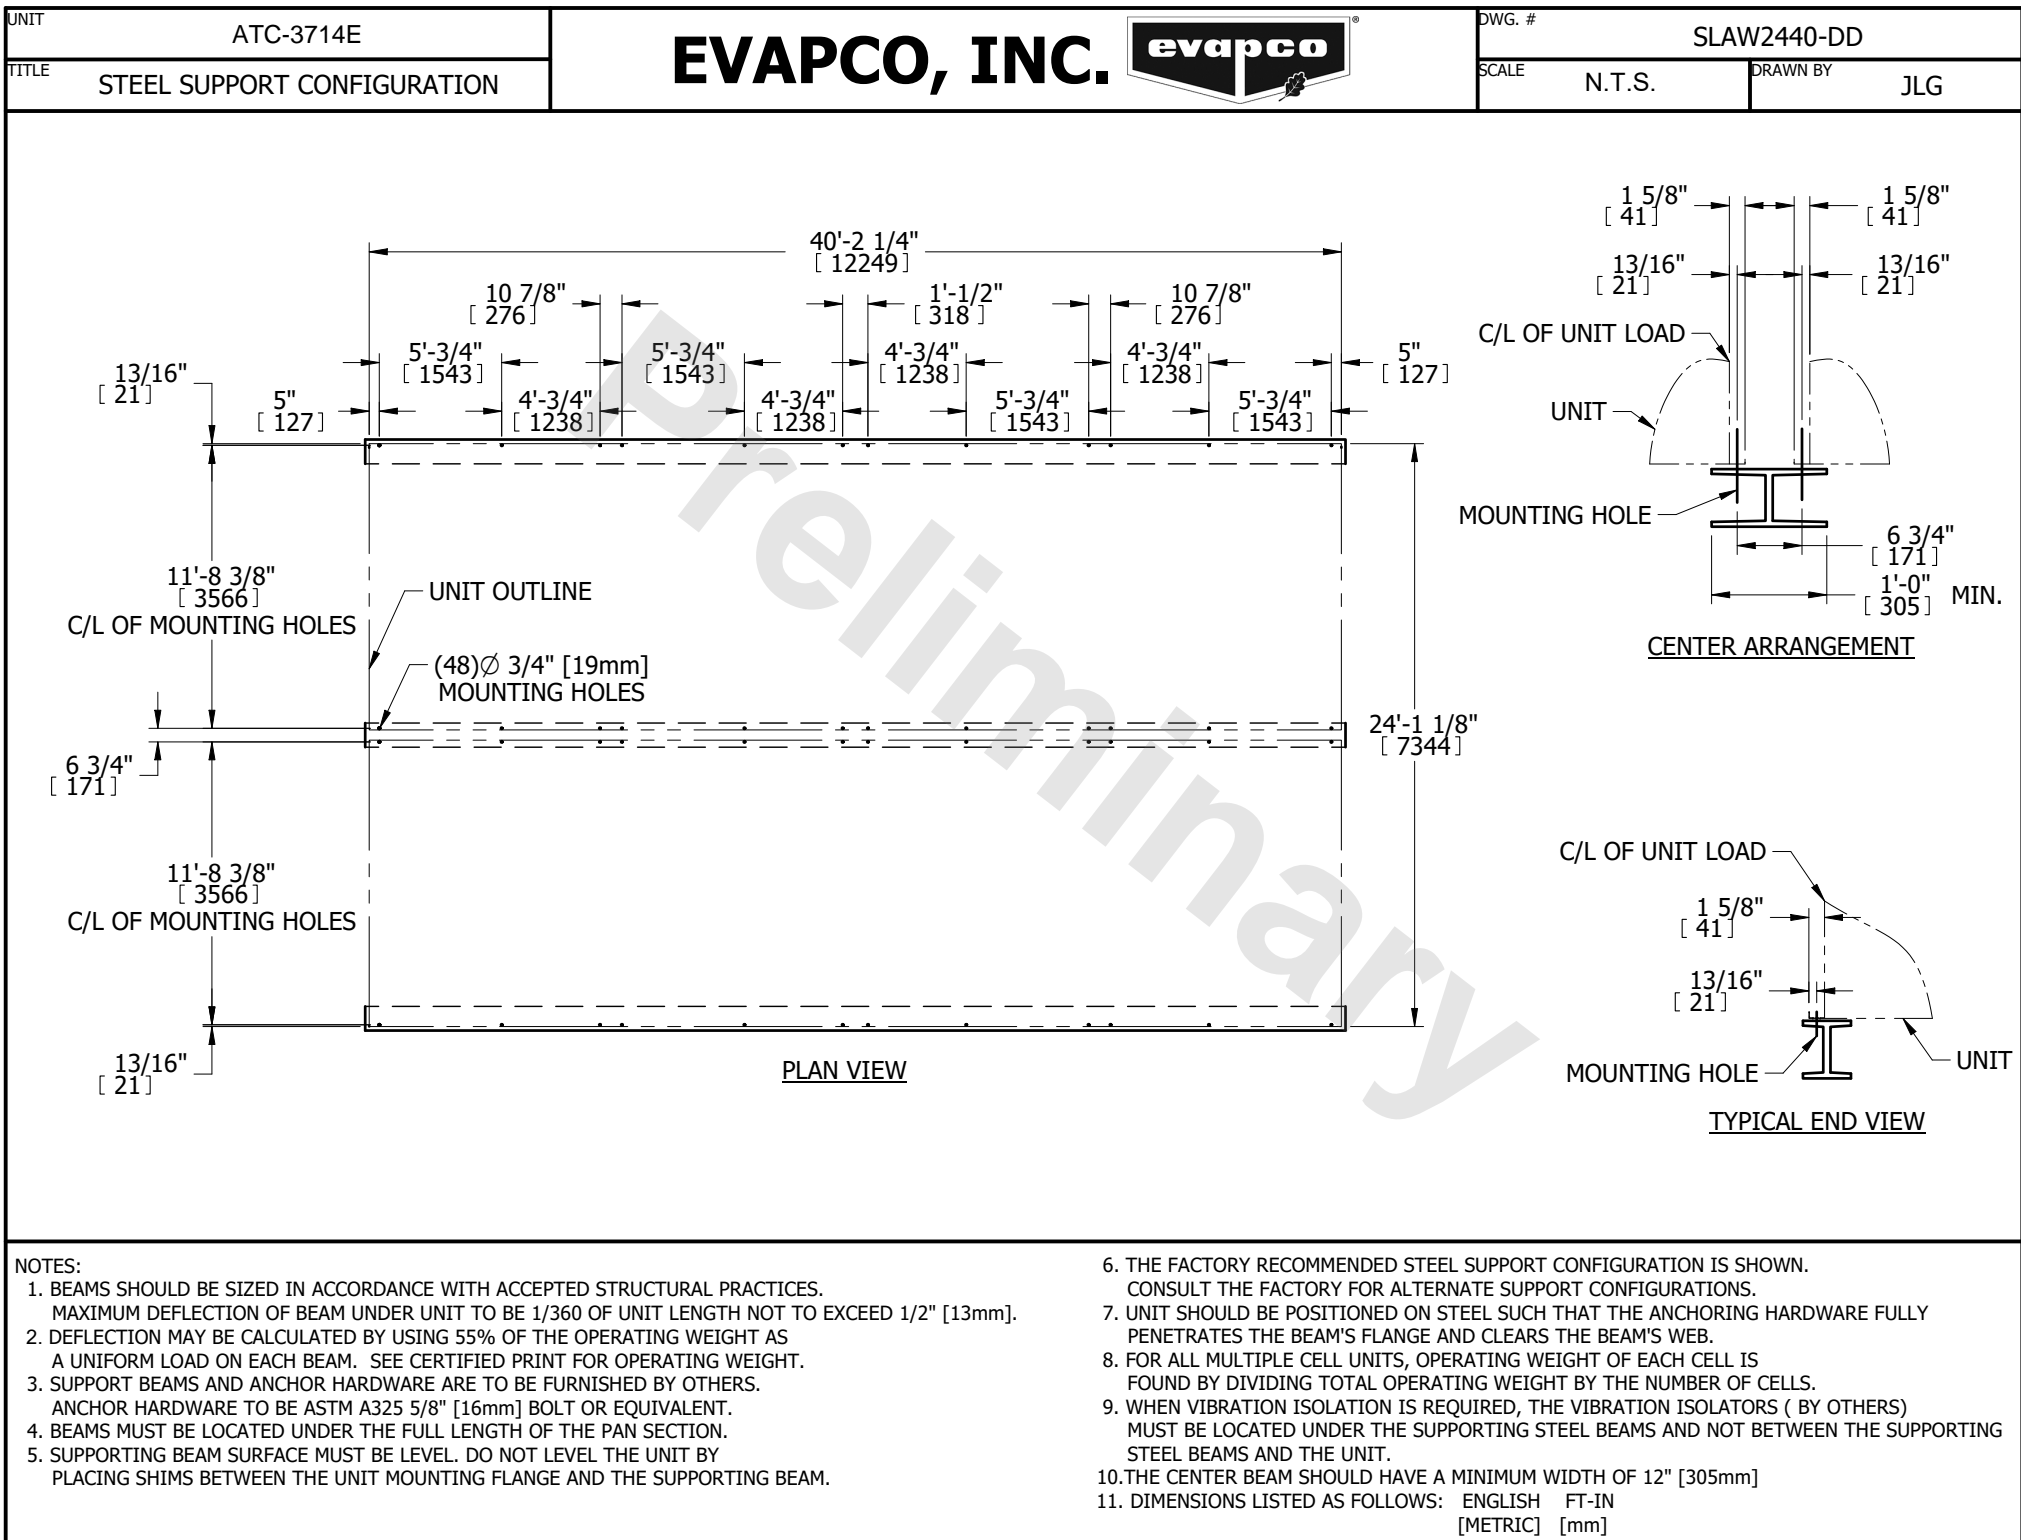 UNIT
ATC-3714E
TITLE
STEEL SUPPORT CONFIGURATION
EVAPCO, INC.
evapco
®
DWG. #
SLAW2440-DD
SCALE
N.T.S.
DRAWN BY
JLG
40'-2 1/4"
[ 12249]
10 7/8"
[ 276]
1'-1/2"
[ 318 ]
10 7/8"
[ 276]
5'-3/4"
[ 1543]
5'-3/4"
[ 1543]
4'-3/4"
[ 1238]
4'-3/4"
[ 1238]
5"
[ 127]
13/16"
[ 21]
5"
[ 127]
4'-3/4"
[ 1238]
4'-3/4"
[ 1238]
5'-3/4"
[ 1543]
5'-3/4"
[ 1543]
11'-8 3/8"
[ 3566]
C/L OF MOUNTING HOLES
UNIT OUTLINE
(48)∅ 3/4" [19mm]
MOUNTING HOLES
6 3/4"
[ 171]
24'-1 1/8"
[ 7344]
11'-8 3/8"
[ 3566]
C/L OF MOUNTING HOLES
13/16"
[ 21]
PLAN VIEW
Preliminary
1 5/8"
[ 41]
1 5/8"
[ 41]
13/16"
[ 21]
13/16"
[ 21]
C/L OF UNIT LOAD
UNIT
MOUNTING HOLE
6 3/4"
[ 171]
1'-0"
[ 305] MIN.
CENTER ARRANGEMENT
C/L OF UNIT LOAD
1 5/8"
[ 41]
13/16"
[ 21]
MOUNTING HOLE
UNIT
TYPICAL END VIEW
NOTES:
1. BEAMS SHOULD BE SIZED IN ACCORDANCE WITH ACCEPTED STRUCTURAL PRACTICES.
MAXIMUM DEFLECTION OF BEAM UNDER UNIT TO BE 1/360 OF UNIT LENGTH NOT TO EXCEED 1/2" [13mm].
2. DEFLECTION MAY BE CALCULATED BY USING 55% OF THE OPERATING WEIGHT AS
A UNIFORM LOAD ON EACH BEAM. SEE CERTIFIED PRINT FOR OPERATING WEIGHT.
3. SUPPORT BEAMS AND ANCHOR HARDWARE ARE TO BE FURNISHED BY OTHERS.
ANCHOR HARDWARE TO BE ASTM A325 5/8" [16mm] BOLT OR EQUIVALENT.
4. BEAMS MUST BE LOCATED UNDER THE FULL LENGTH OF THE PAN SECTION.
5. SUPPORTING BEAM SURFACE MUST BE LEVEL. DO NOT LEVEL THE UNIT BY
PLACING SHIMS BETWEEN THE UNIT MOUNTING FLANGE AND THE SUPPORTING BEAM.
6. THE FACTORY RECOMMENDED STEEL SUPPORT CONFIGURATION IS SHOWN.
CONSULT THE FACTORY FOR ALTERNATE SUPPORT CONFIGURATIONS.
7. UNIT SHOULD BE POSITIONED ON STEEL SUCH THAT THE ANCHORING HARDWARE FULLY
PENETRATES THE BEAM'S FLANGE AND CLEARS THE BEAM'S WEB.
8. FOR ALL MULTIPLE CELL UNITS, OPERATING WEIGHT OF EACH CELL IS
FOUND BY DIVIDING TOTAL OPERATING WEIGHT BY THE NUMBER OF CELLS.
9. WHEN VIBRATION ISOLATION IS REQUIRED, THE VIBRATION ISOLATORS ( BY OTHERS)
MUST BE LOCATED UNDER THE SUPPORTING STEEL BEAMS AND NOT BETWEEN THE SUPPORTING
STEEL BEAMS AND THE UNIT.
10.THE CENTER BEAM SHOULD HAVE A MINIMUM WIDTH OF 12" [305mm]
11. DIMENSIONS LISTED AS FOLLOWS: ENGLISH FT-IN
[METRIC] [mm]